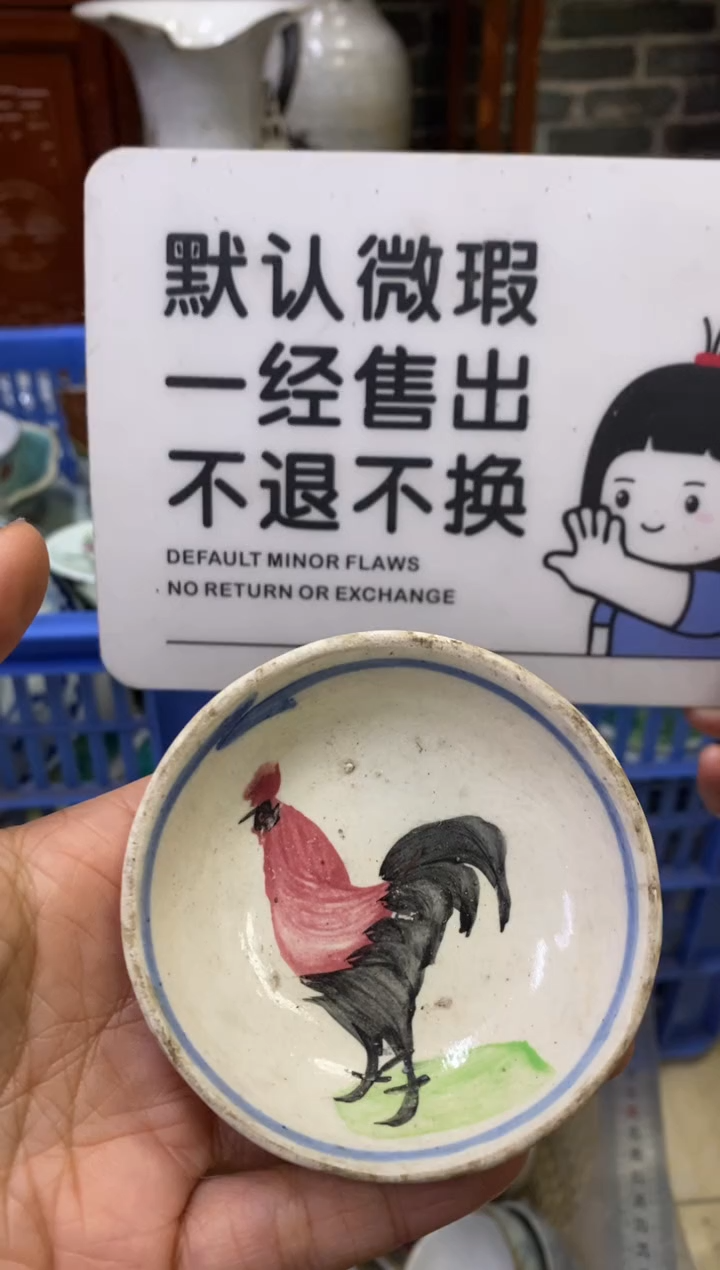 默认微瑕
一经售出
不退不换
DEFAULT MINOR FLAWS
NO RETURN OR EXCHANGE